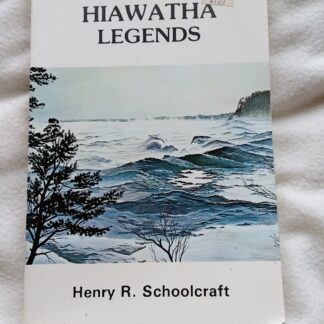 HIAWATHA
LEGENDS
Henry R. Schoolcraft